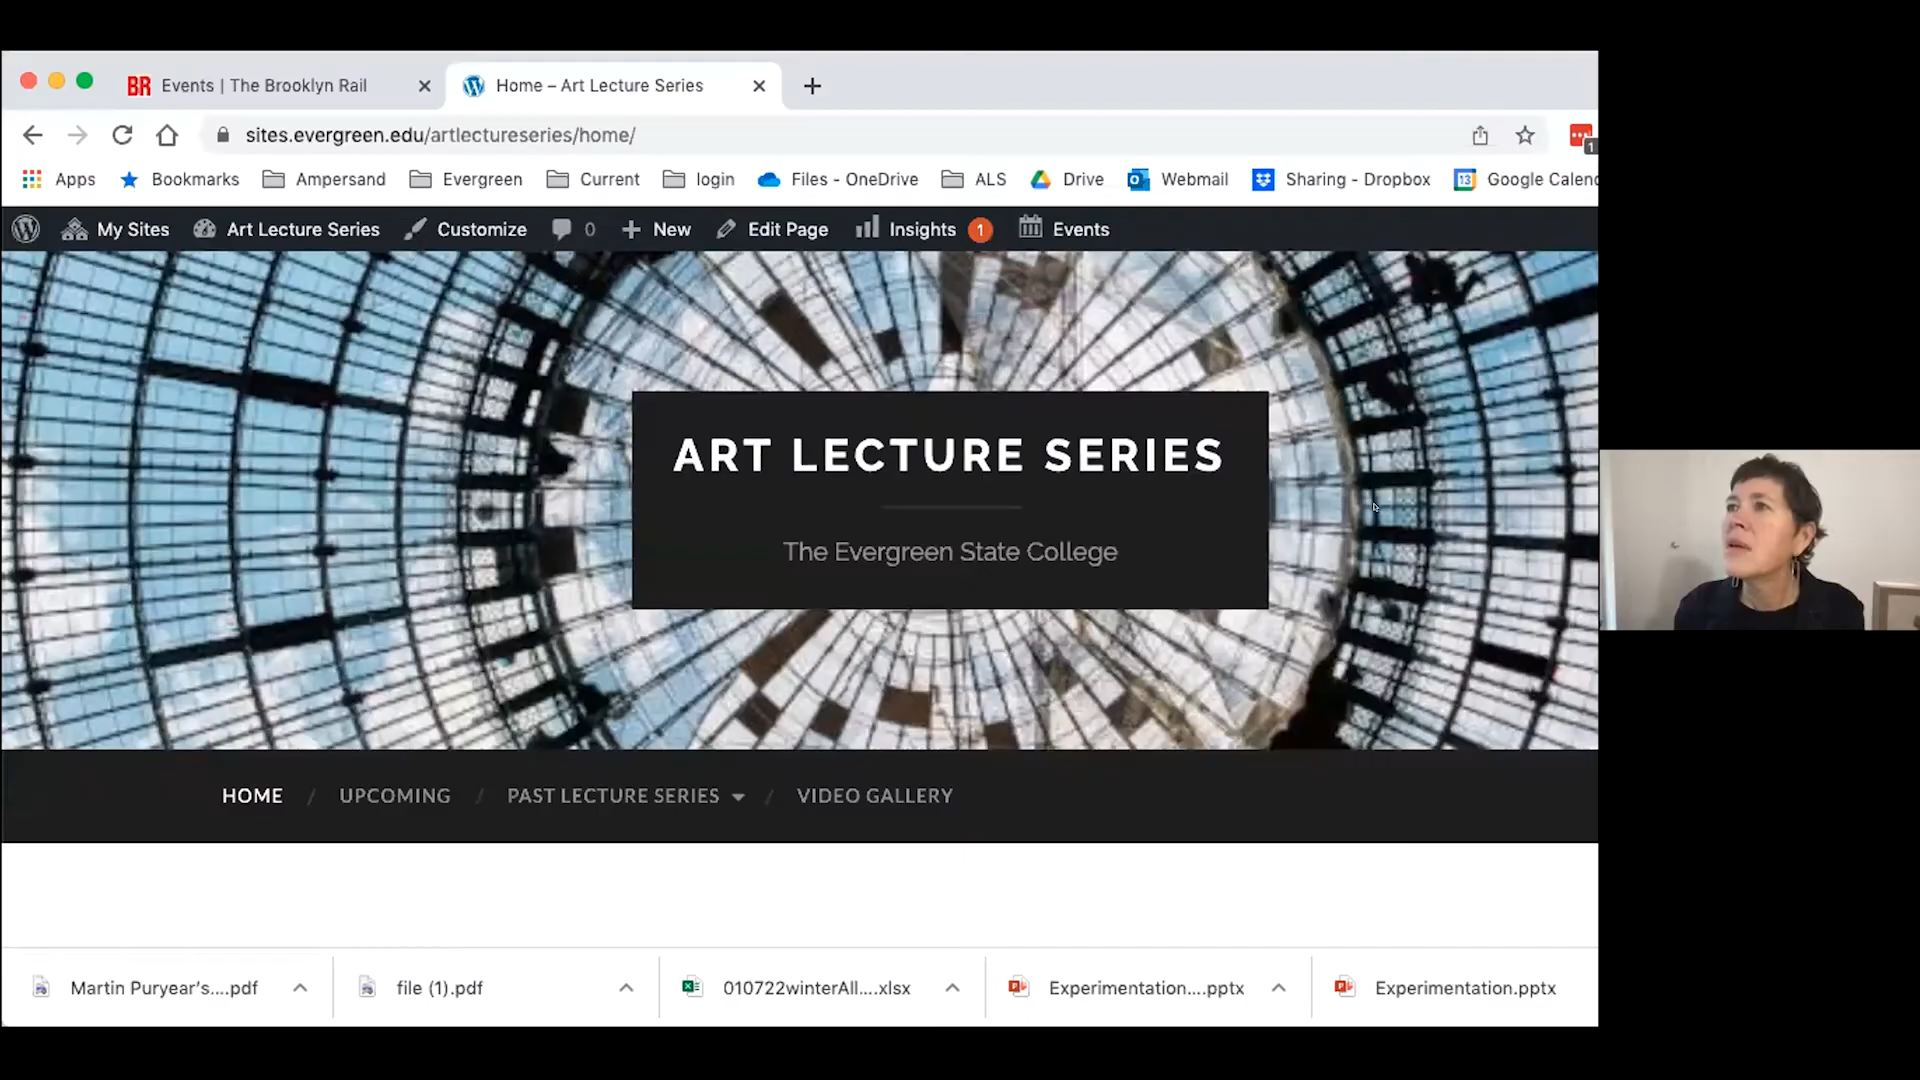 BR Events | The Brooklyn Rail
Home – Art Lecture Series
sites.evergreen.edu/artlectureseries/home/
1
Apps Bookmarks Ampersand Evergreen Current login Files - OneDrive ALS Drive Webmail Sharing - Dropbox 13 Google Calend
My Sites Art Lecture Series Customize 0 New Edit Page Insights 1 Events
ART LECTURE SERIES
The Evergreen State College
HOME / UPCOMING / PAST LECTURE SERIES / VIDEO GALLERY
Martin Puryear's....pdf file (1).pdf 010722winterAll....xlsx Experimentation....pptx Experimentation.pptx